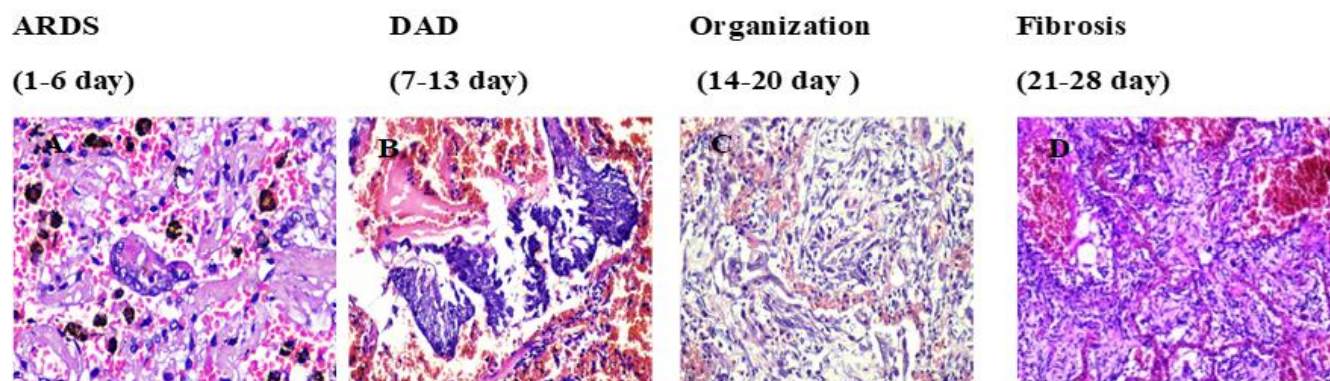 ARDS
(1-6 day)
DAD
(7-13 day)
Organization
(14-20 day )
Fibrosis
(21-28 day)
A
B
C
D